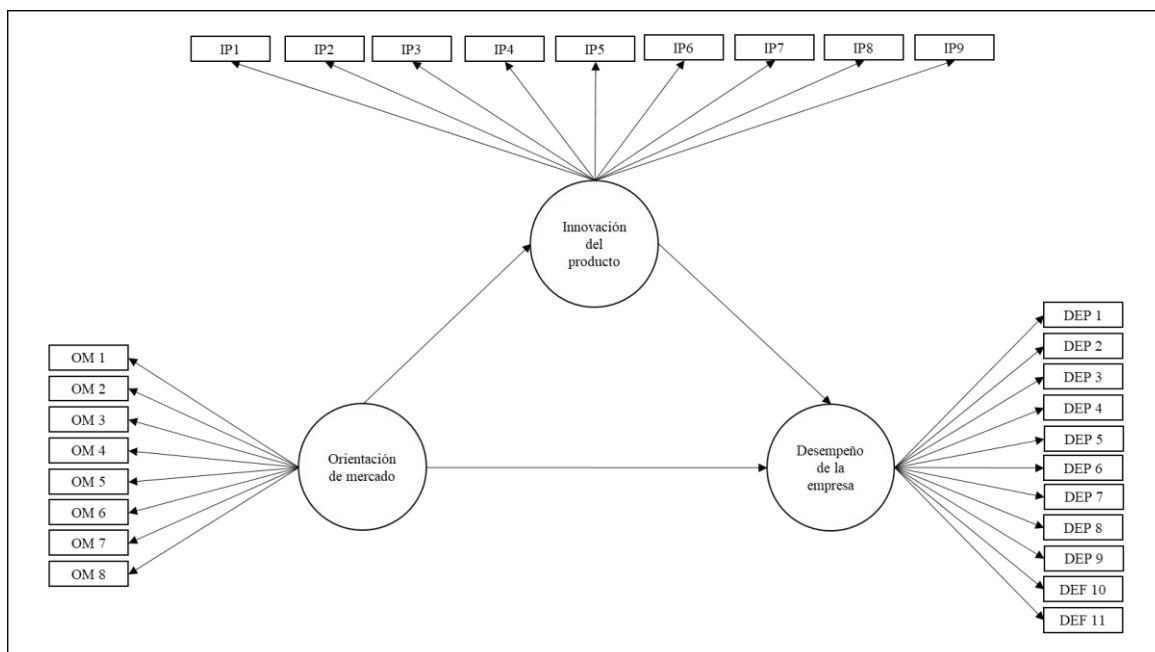 IP1
IP2
IP3
IP4
IP5
IP6
IP7
IP8
IP9
Innovación
del
producto
OM 1
OM 2
OM 3
OM 4
OM 5
OM 6
OM 7
OM 8
Orientación
de mercado
Desempeño
de la
empresa
DEP 1
DEP 2
DEP 3
DEP 4
DEP 5
DEP 6
DEP 7
DEP 8
DEP 9
DEF 10
DEF 11